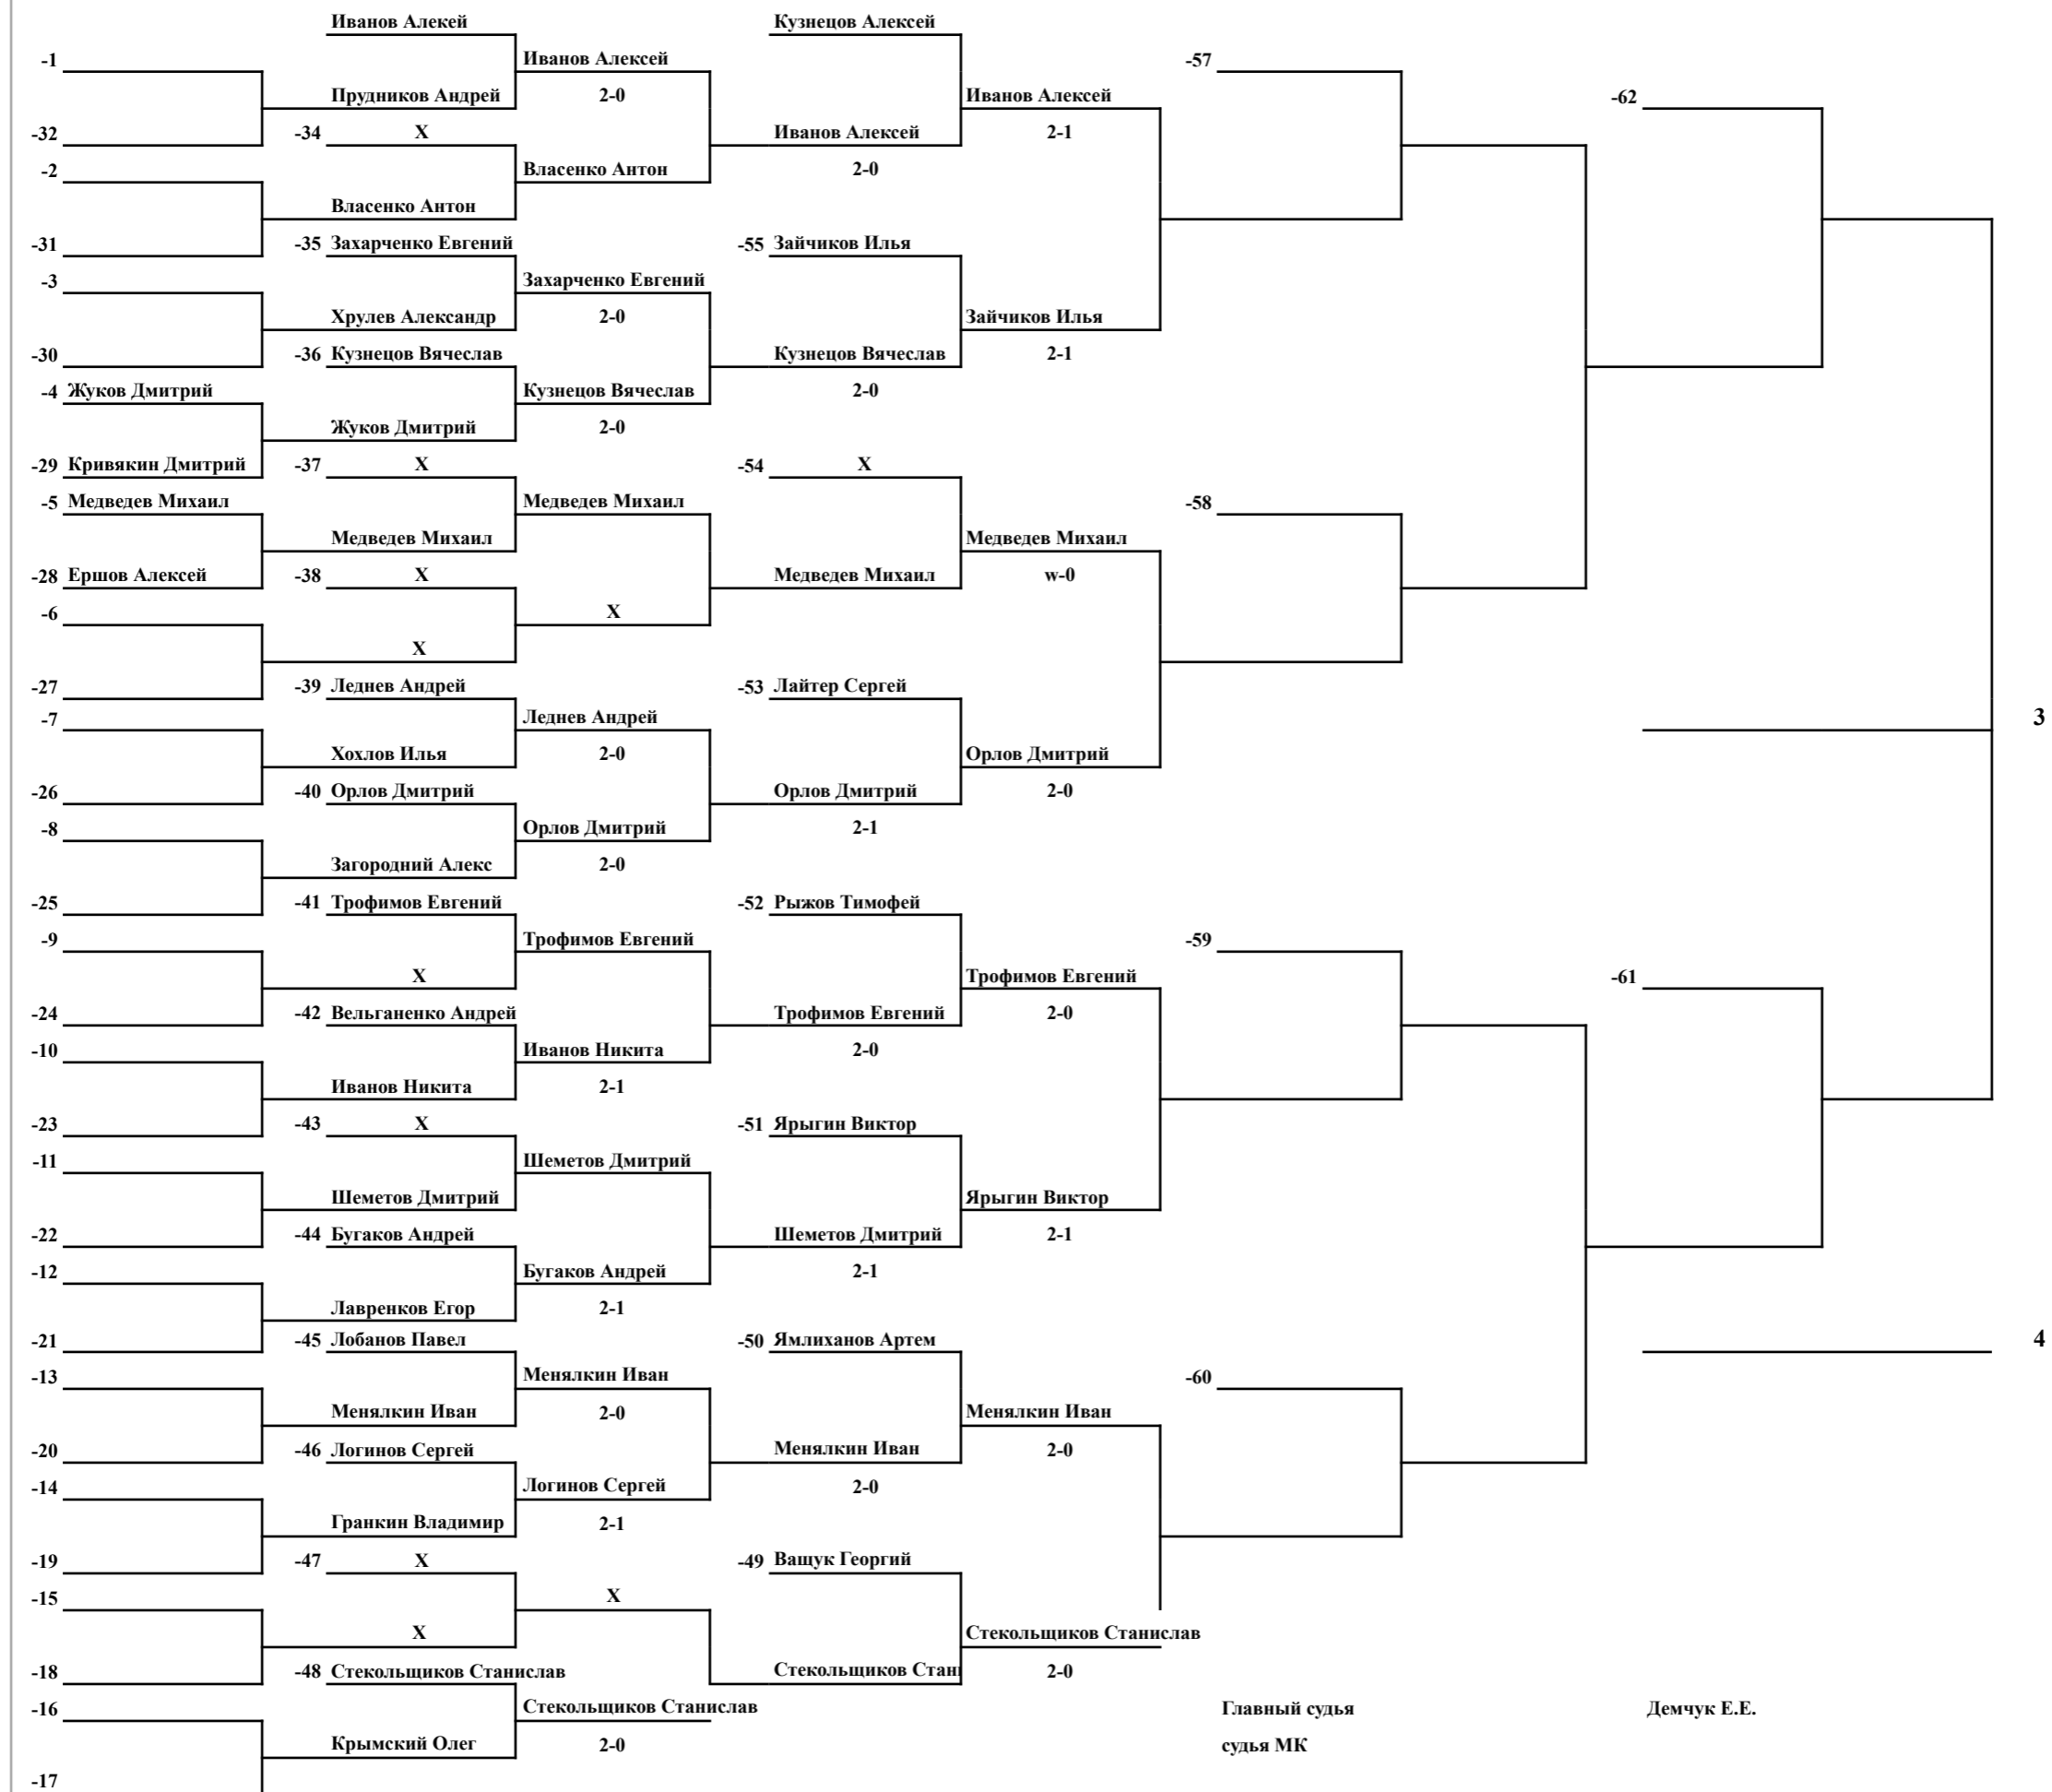 Иванов Алекей Кузнецов Алексей
-1 Иванов Алексей -57
Прудников Андрей 2-0 Иванов Алексей -62
-32 -34 X Иванов Алексей 2-1
-2 Власенко Антон 2-0
Власенко Антон
-31 -35 Захарченко Евгений -55 Зайчиков Илья
-3 Захарченко Евгений
Хрулев Александр 2-0 Зайчиков Илья
-30 -36 Кузнецов Вячеслав Кузнецов Вячеслав 2-1
-4 Жуков Дмитрий Кузнецов Вячеслав 2-0
Жуков Дмитрий 2-0
-29 Кривякин Дмитрий -37 X -54 X
-5 Медведев Михаил Медведев Михаил -58
Медведев Михаил Медведев Михаил
-28 Ершов Алексей -38 X Медведев Михаил w-0
-6 X
X
-27 -39 Леднев Андрей -53 Лайтер Сергей
-7 Леднев Андрей 3
Хохлов Илья 2-0 Орлов Дмитрий
-26 -40 Орлов Дмитрий Орлов Дмитрий 2-0
-8 Орлов Дмитрий 2-1
Загородний Алекс 2-0
-25 -41 Трофимов Евгений -52 Рыжов Тимофей
-9 Трофимов Евгений -59
X Трофимов Евгений -61
-24 -42 Вельганенко Андрей Трофимов Евгений 2-0
-10 Иванов Никита 2-0
Иванов Никита 2-1
-23 -43 X -51 Ярыгин Виктор
-11 Шеметов Дмитрий
Шеметов Дмитрий Ярыгин Виктор
-22 -44 Бугаков Андрей Шеметов Дмитрий 2-1
-12 Бугаков Андрей 2-1
Лавренков Егор 2-1
-21 -45 Лобанов Павел -50 Ямлиханов Артем 4
-13 Менялкин Иван -60
Менялкин Иван 2-0 Менялкин Иван
-20 -46 Логинов Сергей Менялкин Иван 2-0
-14 Логинов Сергей 2-0
Гранкин Владимир 2-1
-19 -47 X -49 Ващук Георгий
-15 X
X Стекольщиков Станислав
-18 -48 Стекольщиков Станислав Стекольщиков Стан 2-0
-16 Стекольщиков Станислав Главный судья Демчук Е.Е.
Крымский Олег 2-0 судья МК
-17